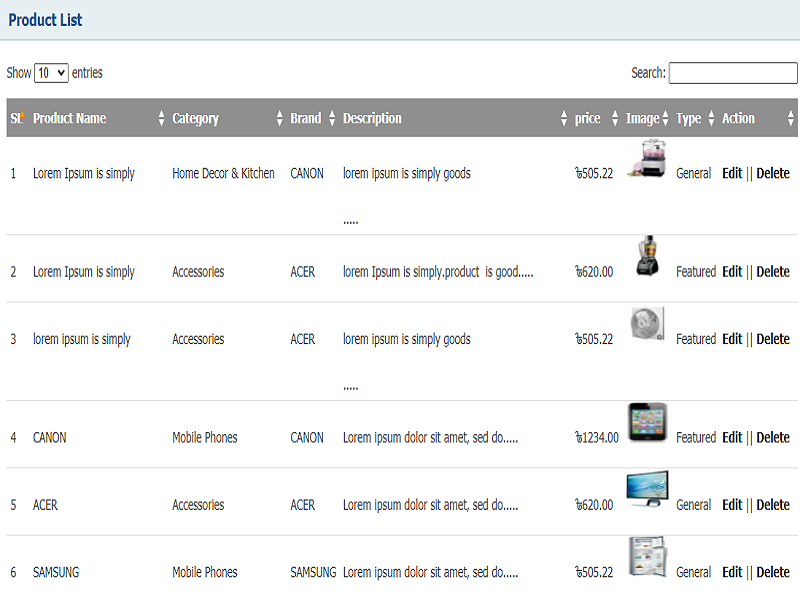 Product List
Show 10 entries Search:
SL Product Name Category Brand Description price Image Type Action
1 Lorem Ipsum is simply Home Decor & Kitchen CANON lorem ipsum is simply goods ৳505.22 General Edit || Delete
.....
2 Lorem Ipsum is simply Accessories ACER lorem Ipsum is simply.product is good..... ৳620.00 Featured Edit || Delete
3 lorem ipsum is simply Accessories ACER lorem ipsum is simply goods ৳505.22 Featured Edit || Delete
.....
4 CANON Mobile Phones CANON Lorem ipsum dolor sit amet, sed do..... ৳1234.00 Featured Edit || Delete
5 ACER Accessories ACER Lorem ipsum dolor sit amet, sed do..... ৳620.00 General Edit || Delete
6 SAMSUNG Mobile Phones SAMSUNG Lorem ipsum dolor sit amet, sed do..... ৳505.22 General Edit || Delete